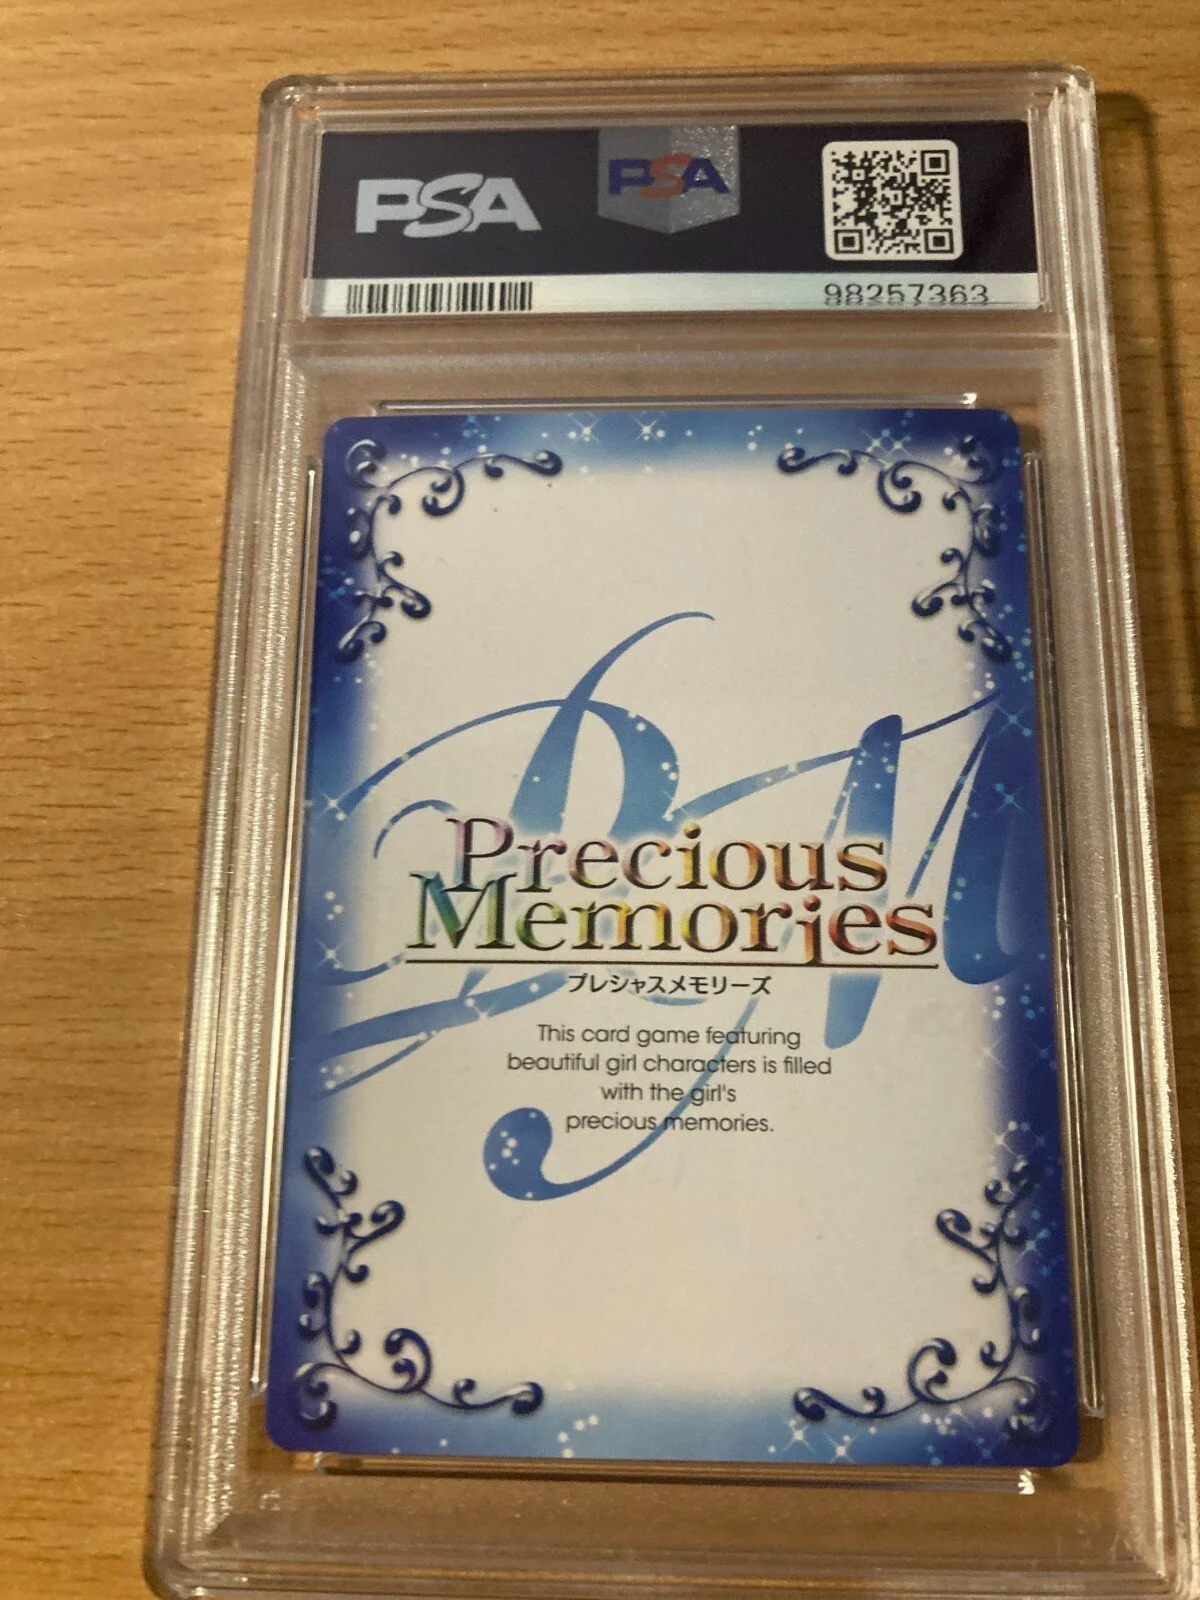 PSA
PSA
98257363
Precious
Memories
プレシャスメモリーズ
This card game featuring
beautiful girl characters is filled
with the girl's
precious memories.